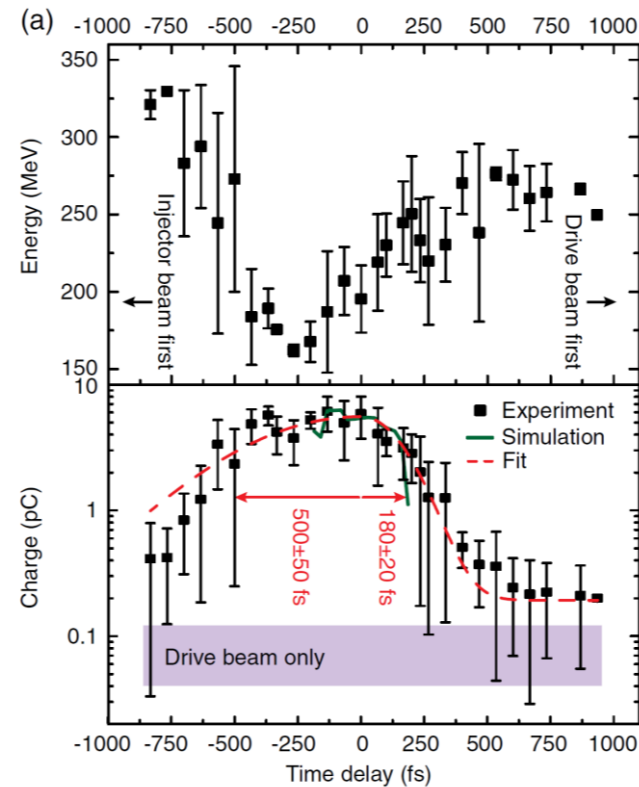 (a)
-1000 -750 -500 -250 0 250 500 750 1000
350
300
250
200
150
Energy (MeV)
Injector beam first
Drive beam first
10
1
0.1
Charge (pC)
Experiment
Simulation
Fit
500±50 fs
180±20 fs
Drive beam only
-1000 -750 -500 -250 0 250 500 750 1000
Time delay (fs)